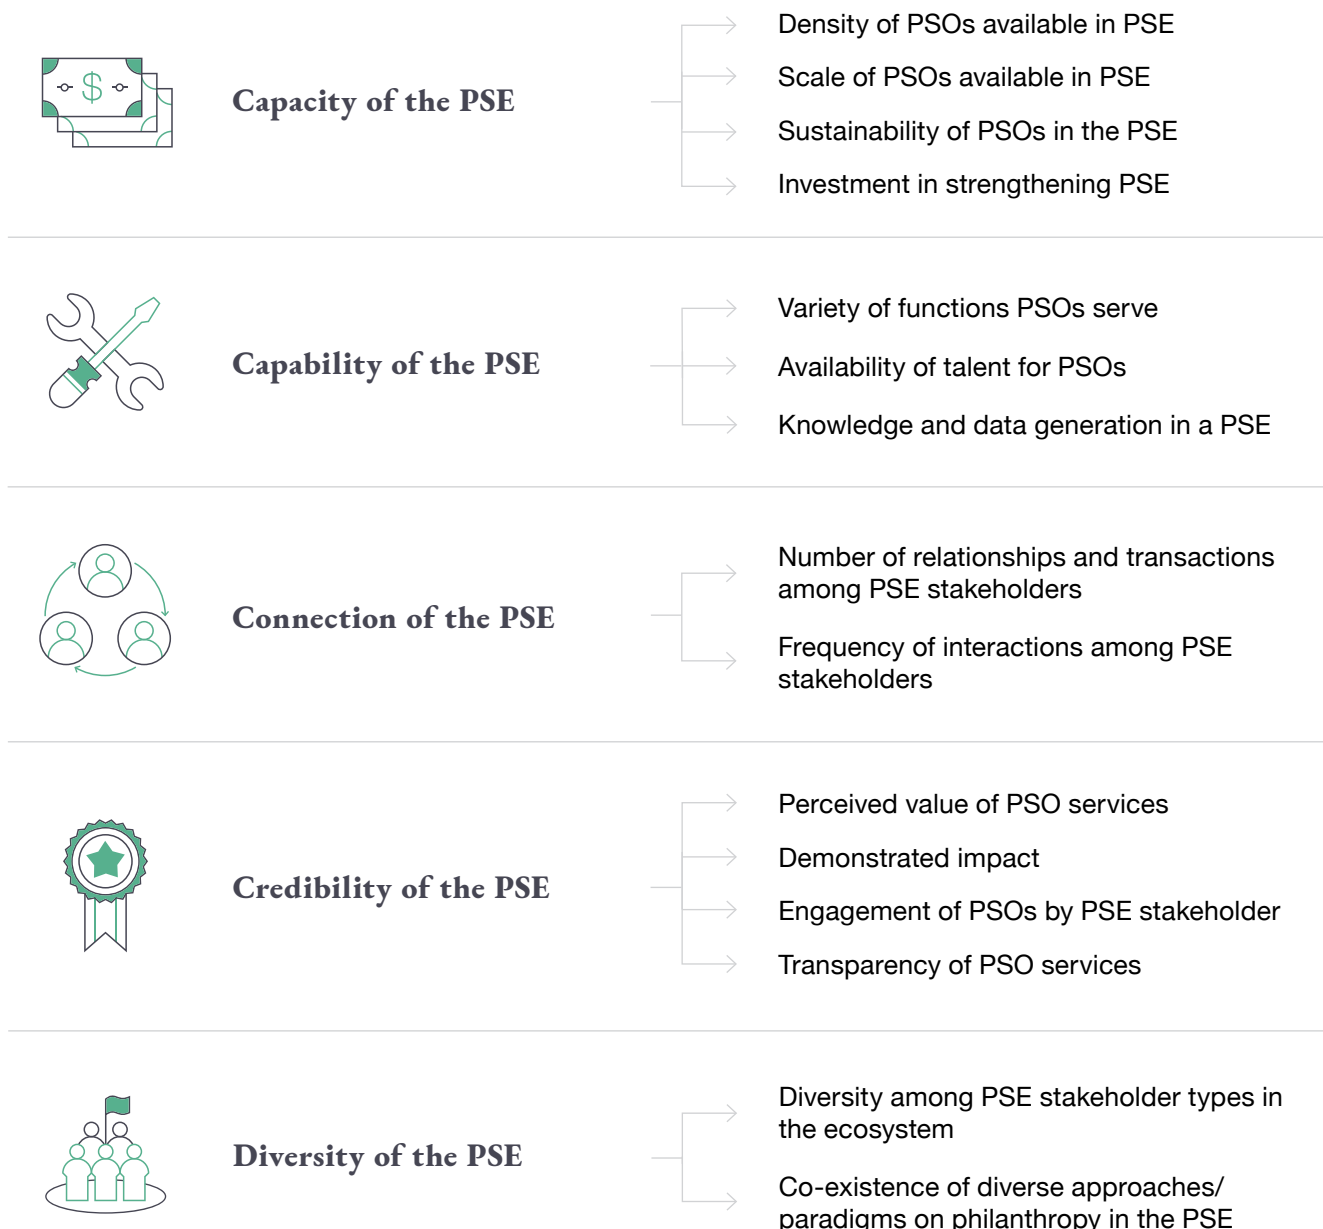 Capacity of the PSE
Density of PSOs available in PSE
Scale of PSOs available in PSE
Sustainability of PSOs in the PSE
Investment in strengthening PSE
Capability of the PSE
Variety of functions PSOs serve
Availability of talent for PSOs
Knowledge and data generation in a PSE
Connection of the PSE
Number of relationships and transactions
among PSE stakeholders
Frequency of interactions among PSE
stakeholders
Credibility of the PSE
Perceived value of PSO services
Demonstrated impact
Engagement of PSOs by PSE stakeholder
Transparency of PSO services
Diversity of the PSE
Diversity among PSE stakeholder types in
the ecosystem
Co-existence of diverse approaches/
paradigms on philanthropy in the PSE